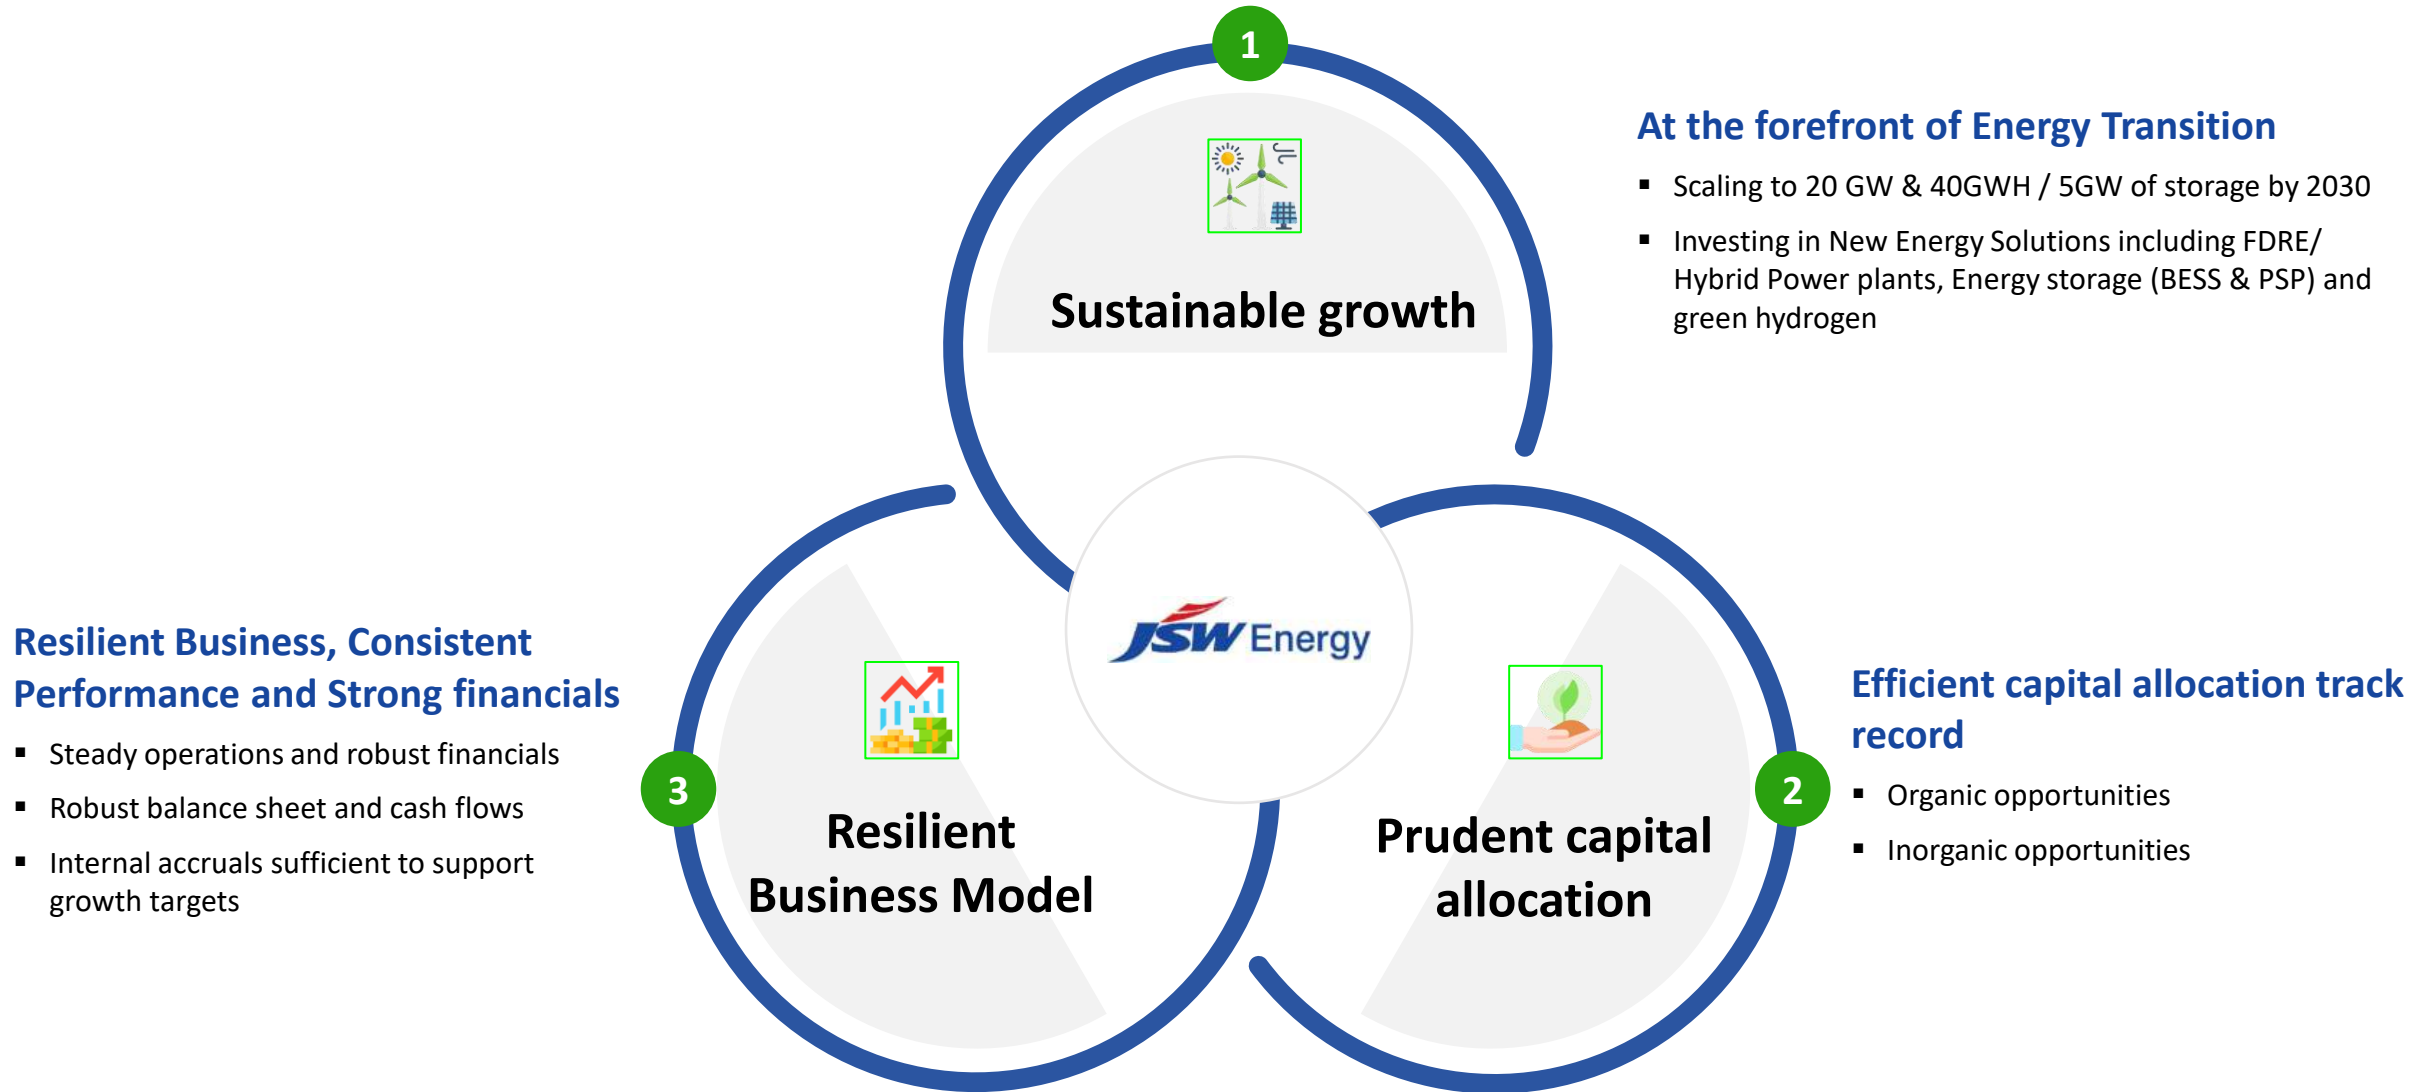 1
Sustainable growth
At the forefront of Energy Transition
▪ Scaling to 20 GW & 40GWH / 5GW of storage by 2030
▪ Investing in New Energy Solutions including FDRE/
Hybrid Power plants, Energy storage (BESS & PSP) and
green hydrogen
JSW Energy
2
Prudent capital
allocation
Efficient capital allocation track
record
▪ Organic opportunities
▪ Inorganic opportunities
3
Resilient
Business Model
Resilient Business, Consistent
Performance and Strong financials
▪ Steady operations and robust financials
▪ Robust balance sheet and cash flows
▪ Internal accruals sufficient to support
growth targets